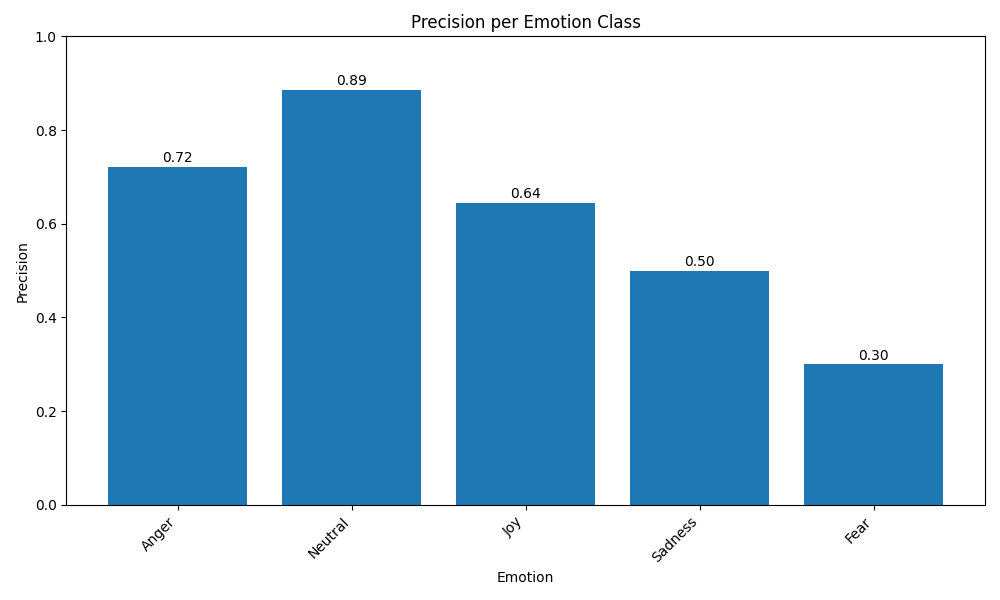 Precision per Emotion Class
1.0
0.8
0.6
0.4
0.2
0.0
Precision
0.72
0.89
0.64
0.50
0.30
Anger
Neutral
Joy
Sadness
Fear
Emotion